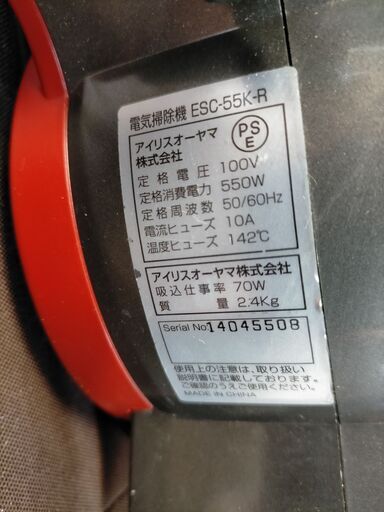 電気掃除機 ESC-55K-R
アイリスオーヤマ
株式会社
PS
E
定格電圧 100V
定格消費電力 550W
定格周波数 50/60Hz
電流ヒューズ 10A
温度ヒューズ 142℃
アイリスオーヤマ株式会社
吸込仕事率 70W
質量 2.4Kg
Serial No. 14045508
使用上の注意は、取り扱い
説明書に記載しております。
ご確認のうえご使用ください。
MADE IN CHINA